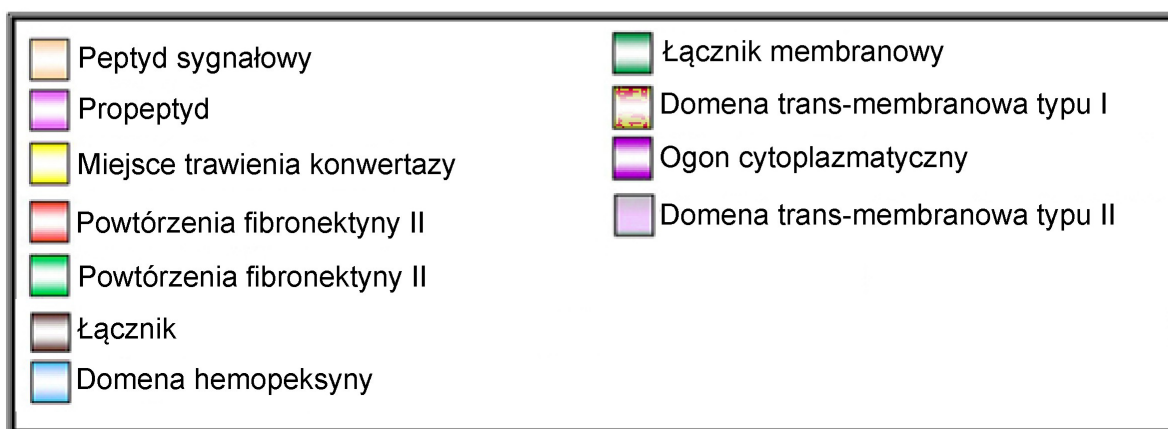 Peptyd sygnałowy
Propeptyd
Miejsce trawienia konwertazy
Powtórzenia fibronektyny II
Powtórzenia fibronektyny II
Łącznik
Domena hemopeksyny
Łącznik membranowy
Domena trans-membranowa typu I
Ogon cytoplazmatyczny
Domena trans-membranowa typu II